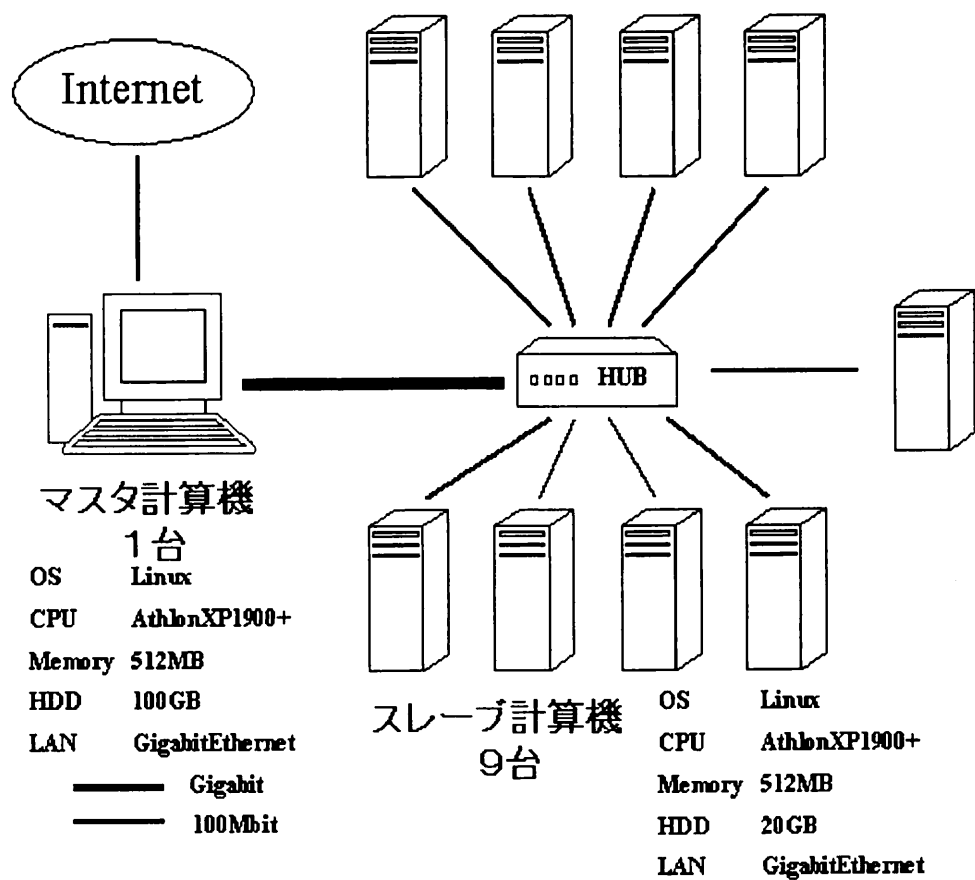 Internet
HUB
マスタ計算機
1台
OS Linux
CPU AthlonXP1900+
Memory 512MB
HDD 100GB
LAN GigabitEthernet
Gigabit
100Mbit
スレーブ計算機
9台
OS Linux
CPU AthlonXP1900+
Memory 512MB
HDD 20GB
LAN GigabitEthernet